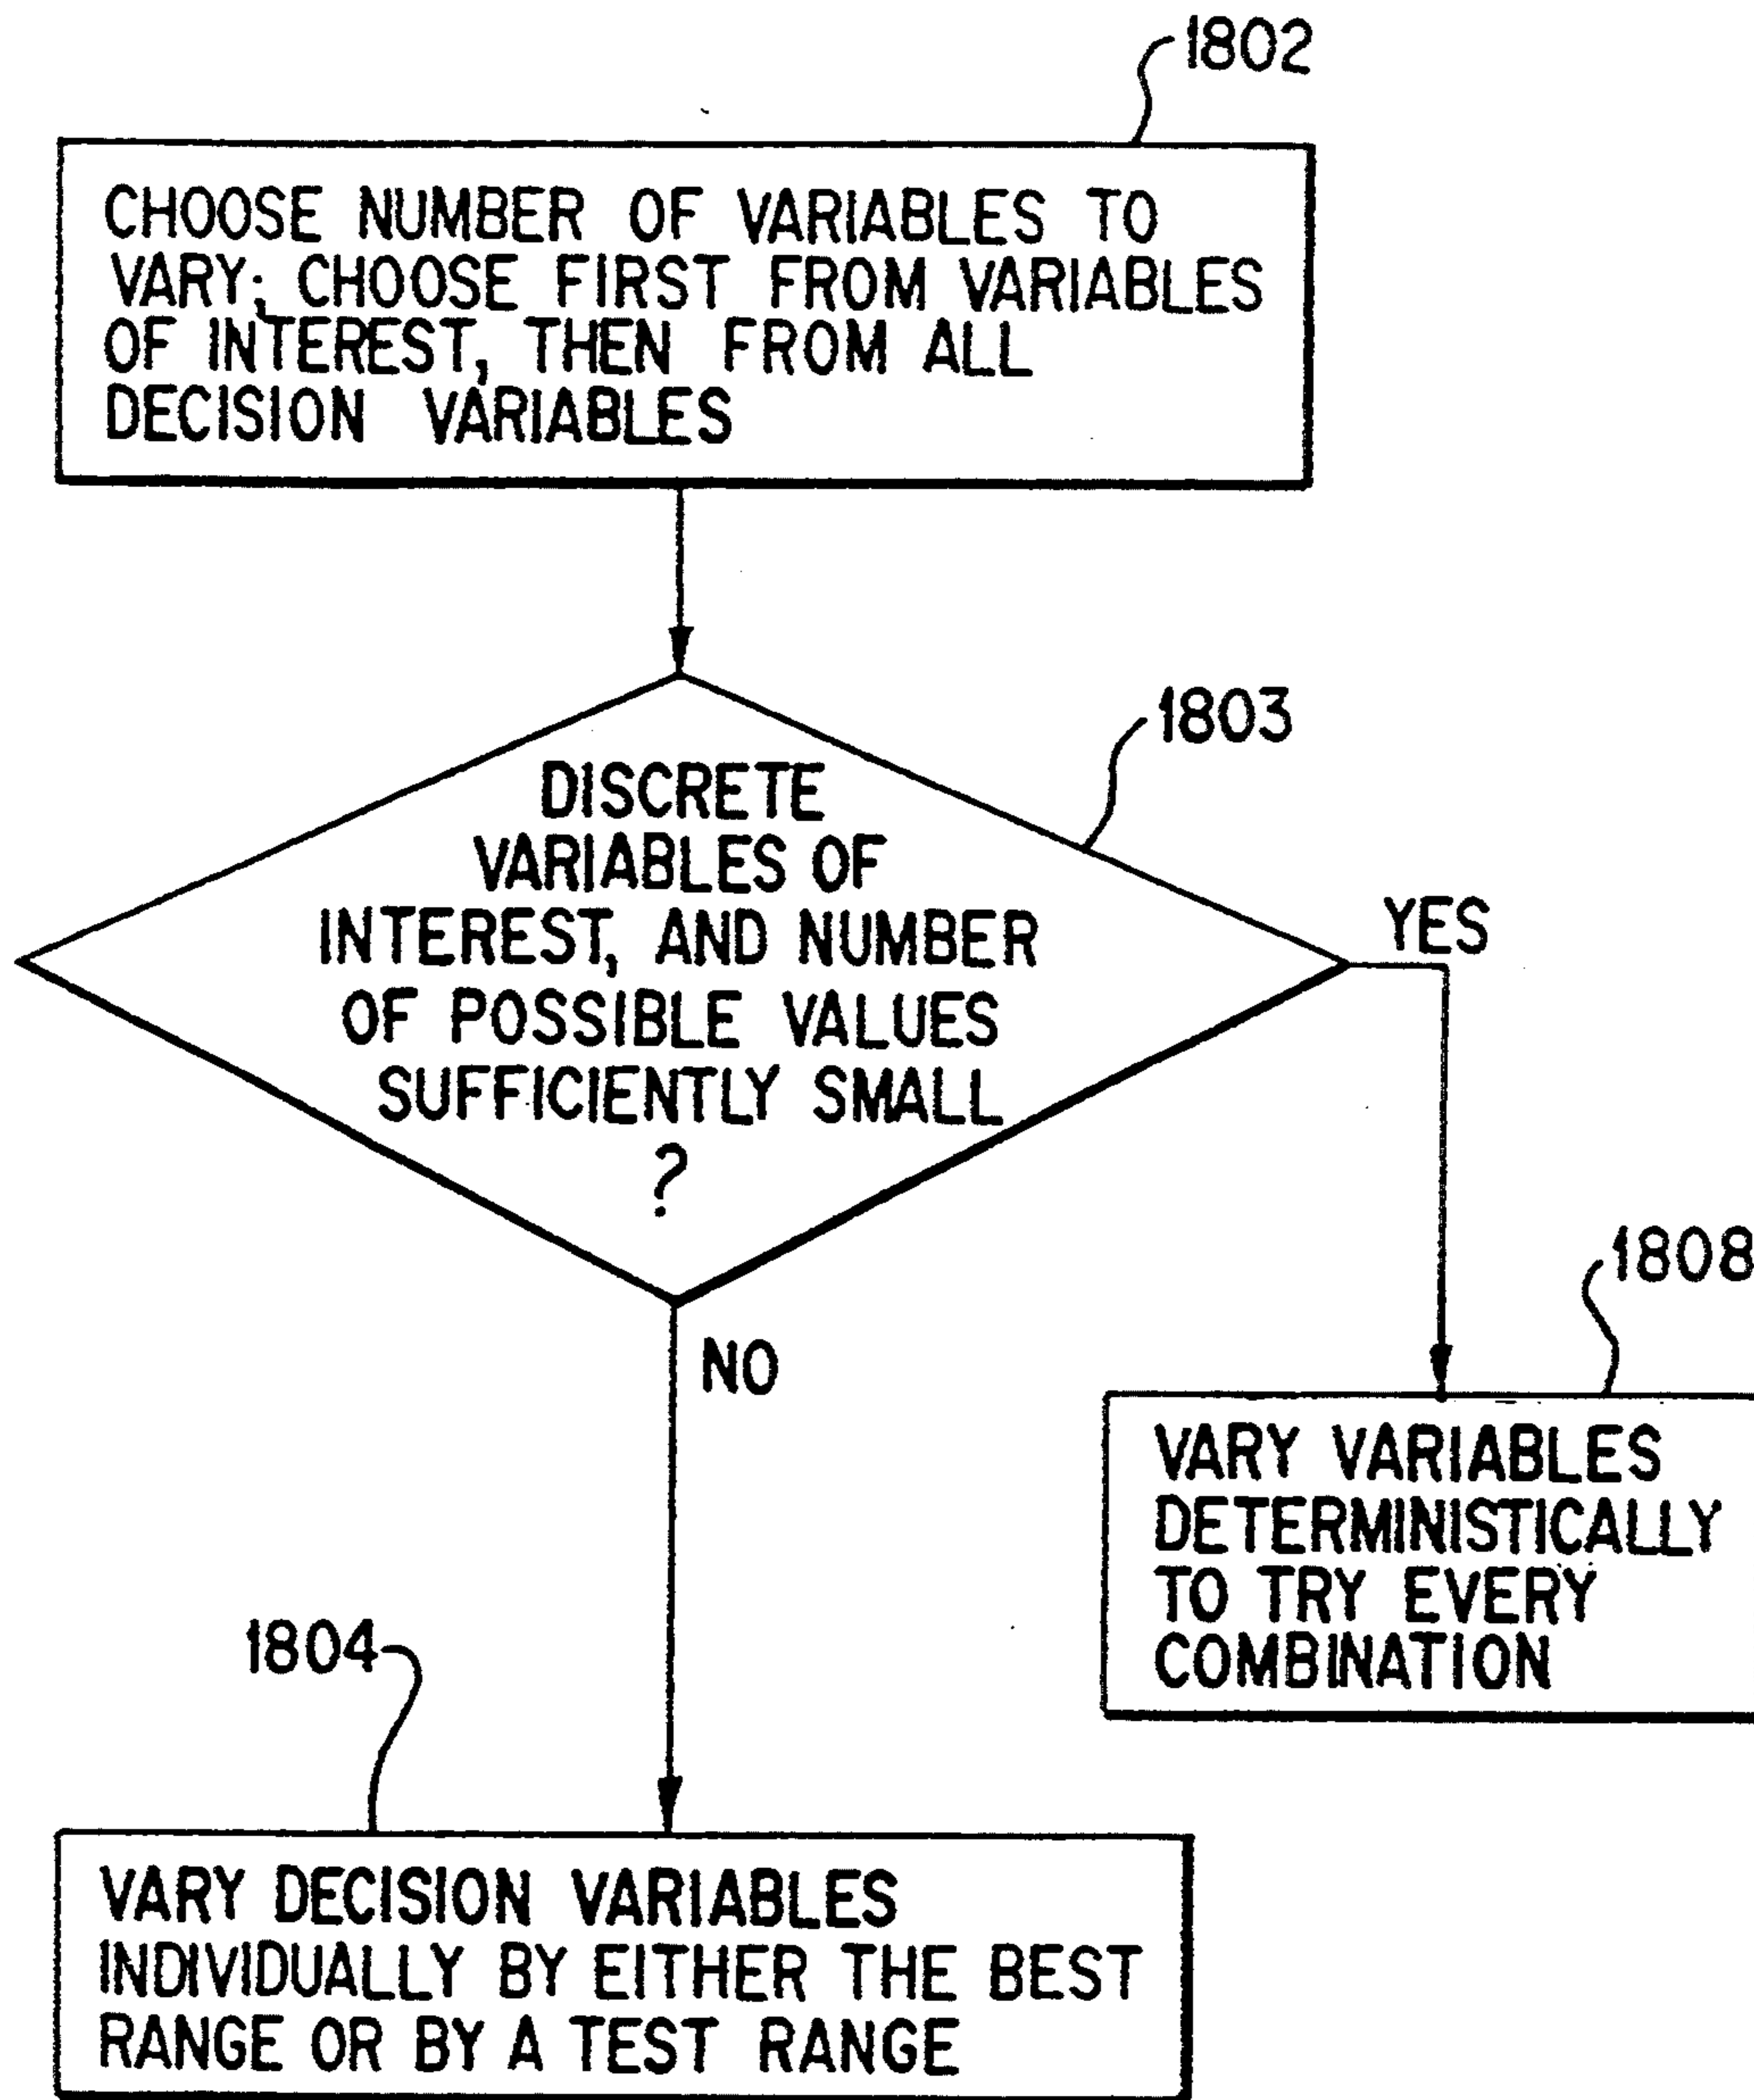 1802
CHOOSE NUMBER OF VARIABLES TO
VARY; CHOOSE FIRST FROM VARIABLES
OF INTEREST, THEN FROM ALL
DECISION VARIABLES
1803
DISCRETE
VARIABLES OF
INTEREST, AND NUMBER
OF POSSIBLE VALUES
SUFFICIENTLY SMALL
?
YES
NO
1808
VARY VARIABLES
DETERMINISTICALLY
TO TRY EVERY
COMBINATION
1804
VARY DECISION VARIABLES
INDIVIDUALLY BY EITHER THE BEST
RANGE OR BY A TEST RANGE